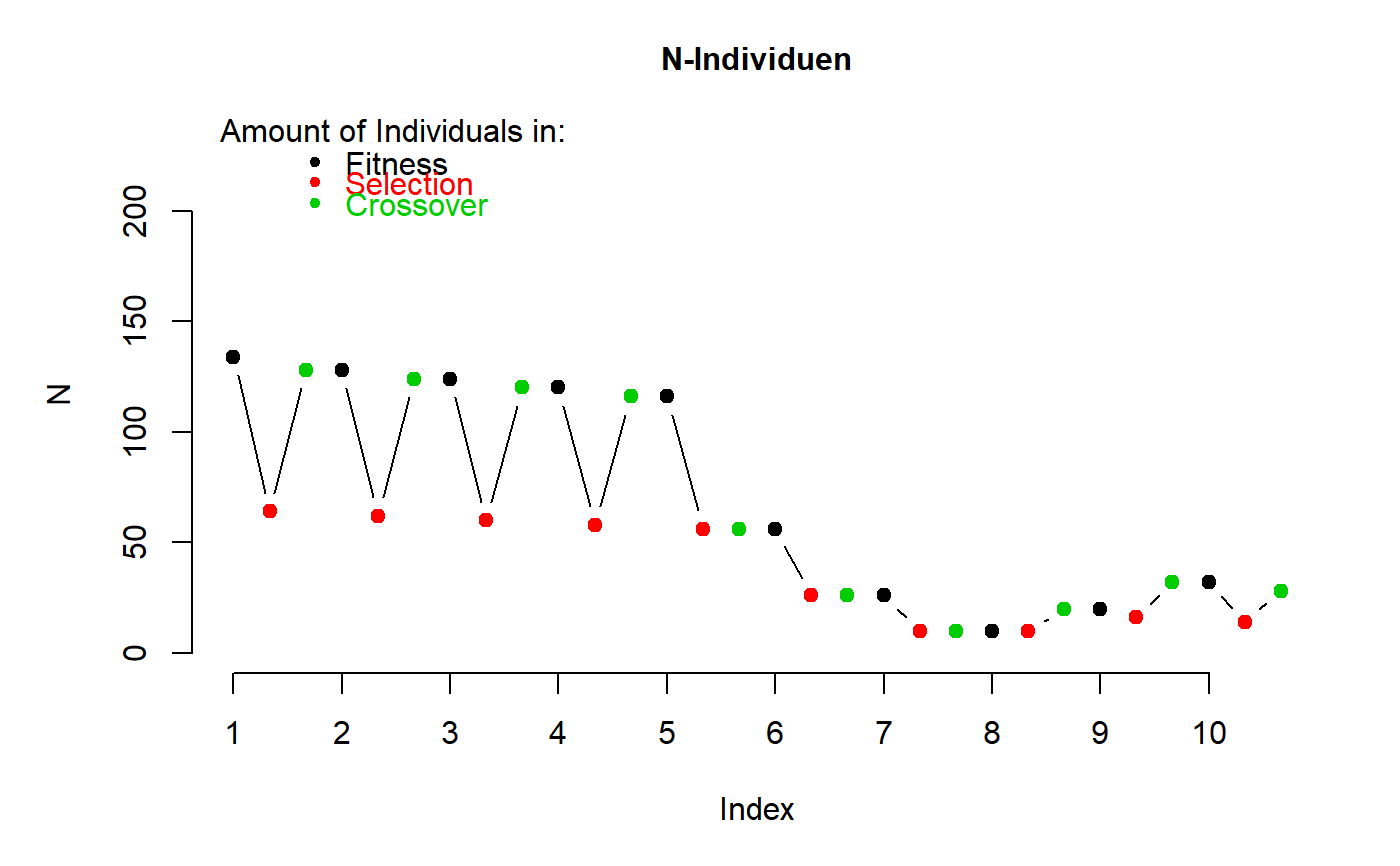 N-Individuen
Amount of Individuals in:
Fitness
Selection
Crossover
200
150
100
50
0
N
1 2 3 4 5 6 7 8 9 10
Index